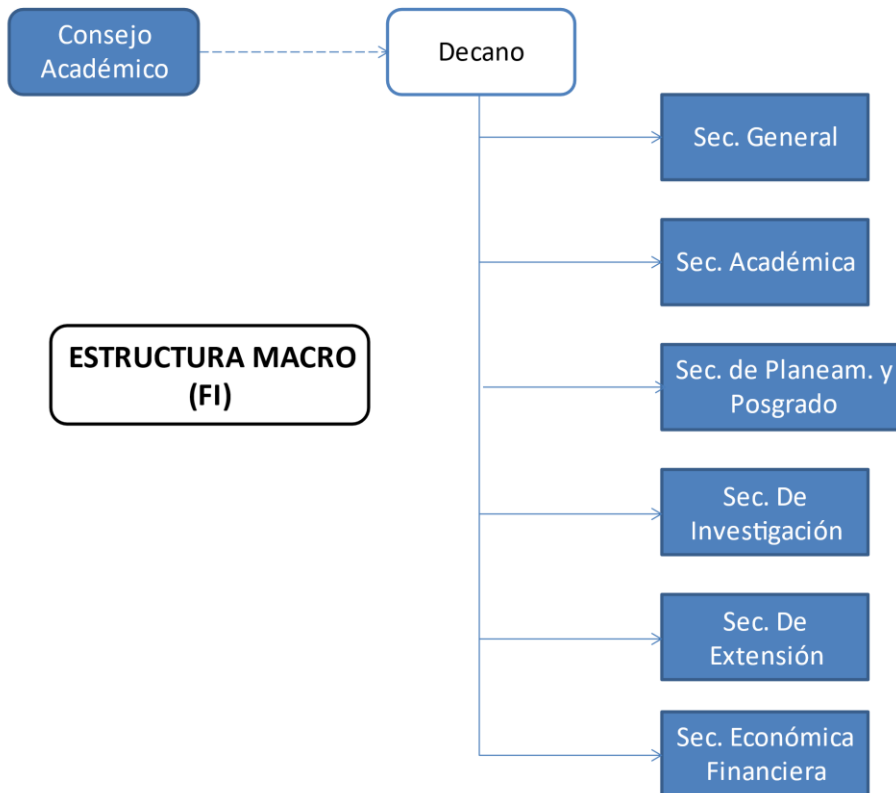 Consejo
Académico
Decano
Sec. General
Sec. Académica
ESTRUCTURA MACRO
(FI)
Sec. de Planeam. y
Posgrado
Sec. De
Investigación
Sec. De
Extensión
Sec. Económica
Financiera